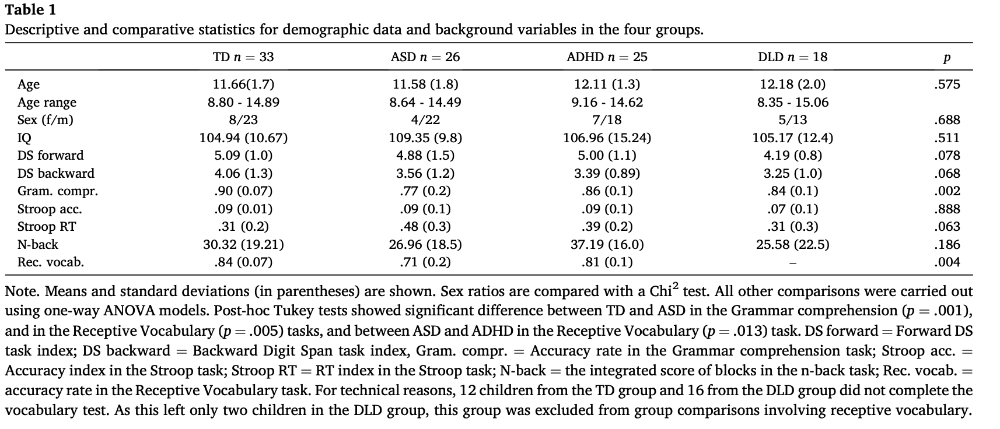 Table 1
Descriptive and comparative statistics for demographic data and background variables in the four groups.
TD n = 33 ASD n = 26 ADHD n = 25 DLD n = 18 p
Age 11.66(1.7) 11.58 (1.8) 12.11 (1.3) 12.18 (2.0) .575
Age range 8.80 - 14.89 8.64 - 14.49 9.16 - 14.62 8.35 - 15.06
Sex (f/m) 8/23 4/22 7/18 5/13 .688
IQ 104.94 (10.67) 109.35 (9.8) 106.96 (15.24) 105.17 (12.4) .511
DS forward 5.09 (1.0) 4.88 (1.5) 5.00 (1.1) 4.19 (0.8) .078
DS backward 4.06 (1.3) 3.56 (1.2) 3.39 (0.89) 3.25 (1.0) .068
Gram. compr. .90 (0.07) .77 (0.2) .86 (0.1) .84 (0.1) .002
Stroop acc. .09 (0.01) .09 (0.1) .09 (0.1) .07 (0.1) .888
Stroop RT .31 (0.2) .48 (0.3) .39 (0.2) .31 (0.3) .063
N-back 30.32 (19.21) 26.96 (18.5) 37.19 (16.0) 25.58 (22.5) .186
Rec. vocab. .84 (0.07) .71 (0.2) .81 (0.1) – .004
Note. Means and standard deviations (in parentheses) are shown. Sex ratios are compared with a Chi² test. All other comparisons were carried out
using one-way ANOVA models. Post-hoc Tukey tests showed significant difference between TD and ASD in the Grammar comprehension (p = .001),
and in the Receptive Vocabulary (p = .005) tasks, and between ASD and ADHD in the Receptive Vocabulary (p = .013) task. DS forward = Forward DS
task index; DS backward = Backward Digit Span task index, Gram. compr. = Accuracy rate in the Grammar comprehension task; Stroop acc. =
Accuracy index in the Stroop task; Stroop RT = RT index in the Stroop task; N-back = the integrated score of blocks in the n-back task; Rec. vocab. =
accuracy rate in the Receptive Vocabulary task. For technical reasons, 12 children from the TD group and 16 from the DLD group did not complete the
vocabulary test. As this left only two children in the DLD group, this group was excluded from group comparisons involving receptive vocabulary.